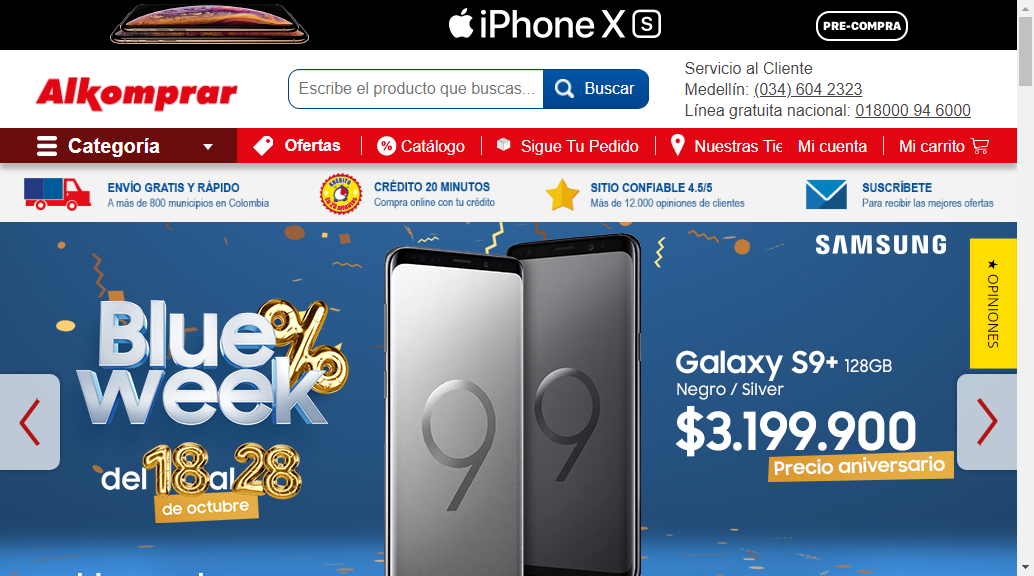 iPhone XS
PRE-COMPRA
Alkomprar
Escribe el producto que buscas...
Buscar
Servicio al Cliente
Medellín: (034) 604 2323
Línea gratuita nacional: 018000 94 6000
Categoría
Ofertas
Catálogo
Sigue Tu Pedido
Nuestras Tie
Mi cuenta
Mi carrito
ENVÍO GRATIS Y RÁPIDO
A más de 800 municipios en Colombia
CRÉDITO 20 MINUTOS
Compra online con tu crédito
SITIO CONFIABLE 4.5/5
Más de 12.000 opiniones de clientes
SUSCRÍBETE
Para recibir las mejores ofertas
SAMSUNG
★ OPINIONES
Blue %
week
del 18 al 28
de octubre
9
9
Galaxy S9+ 128GB
Negro / Silver
$3.199.900
Precio aniversario